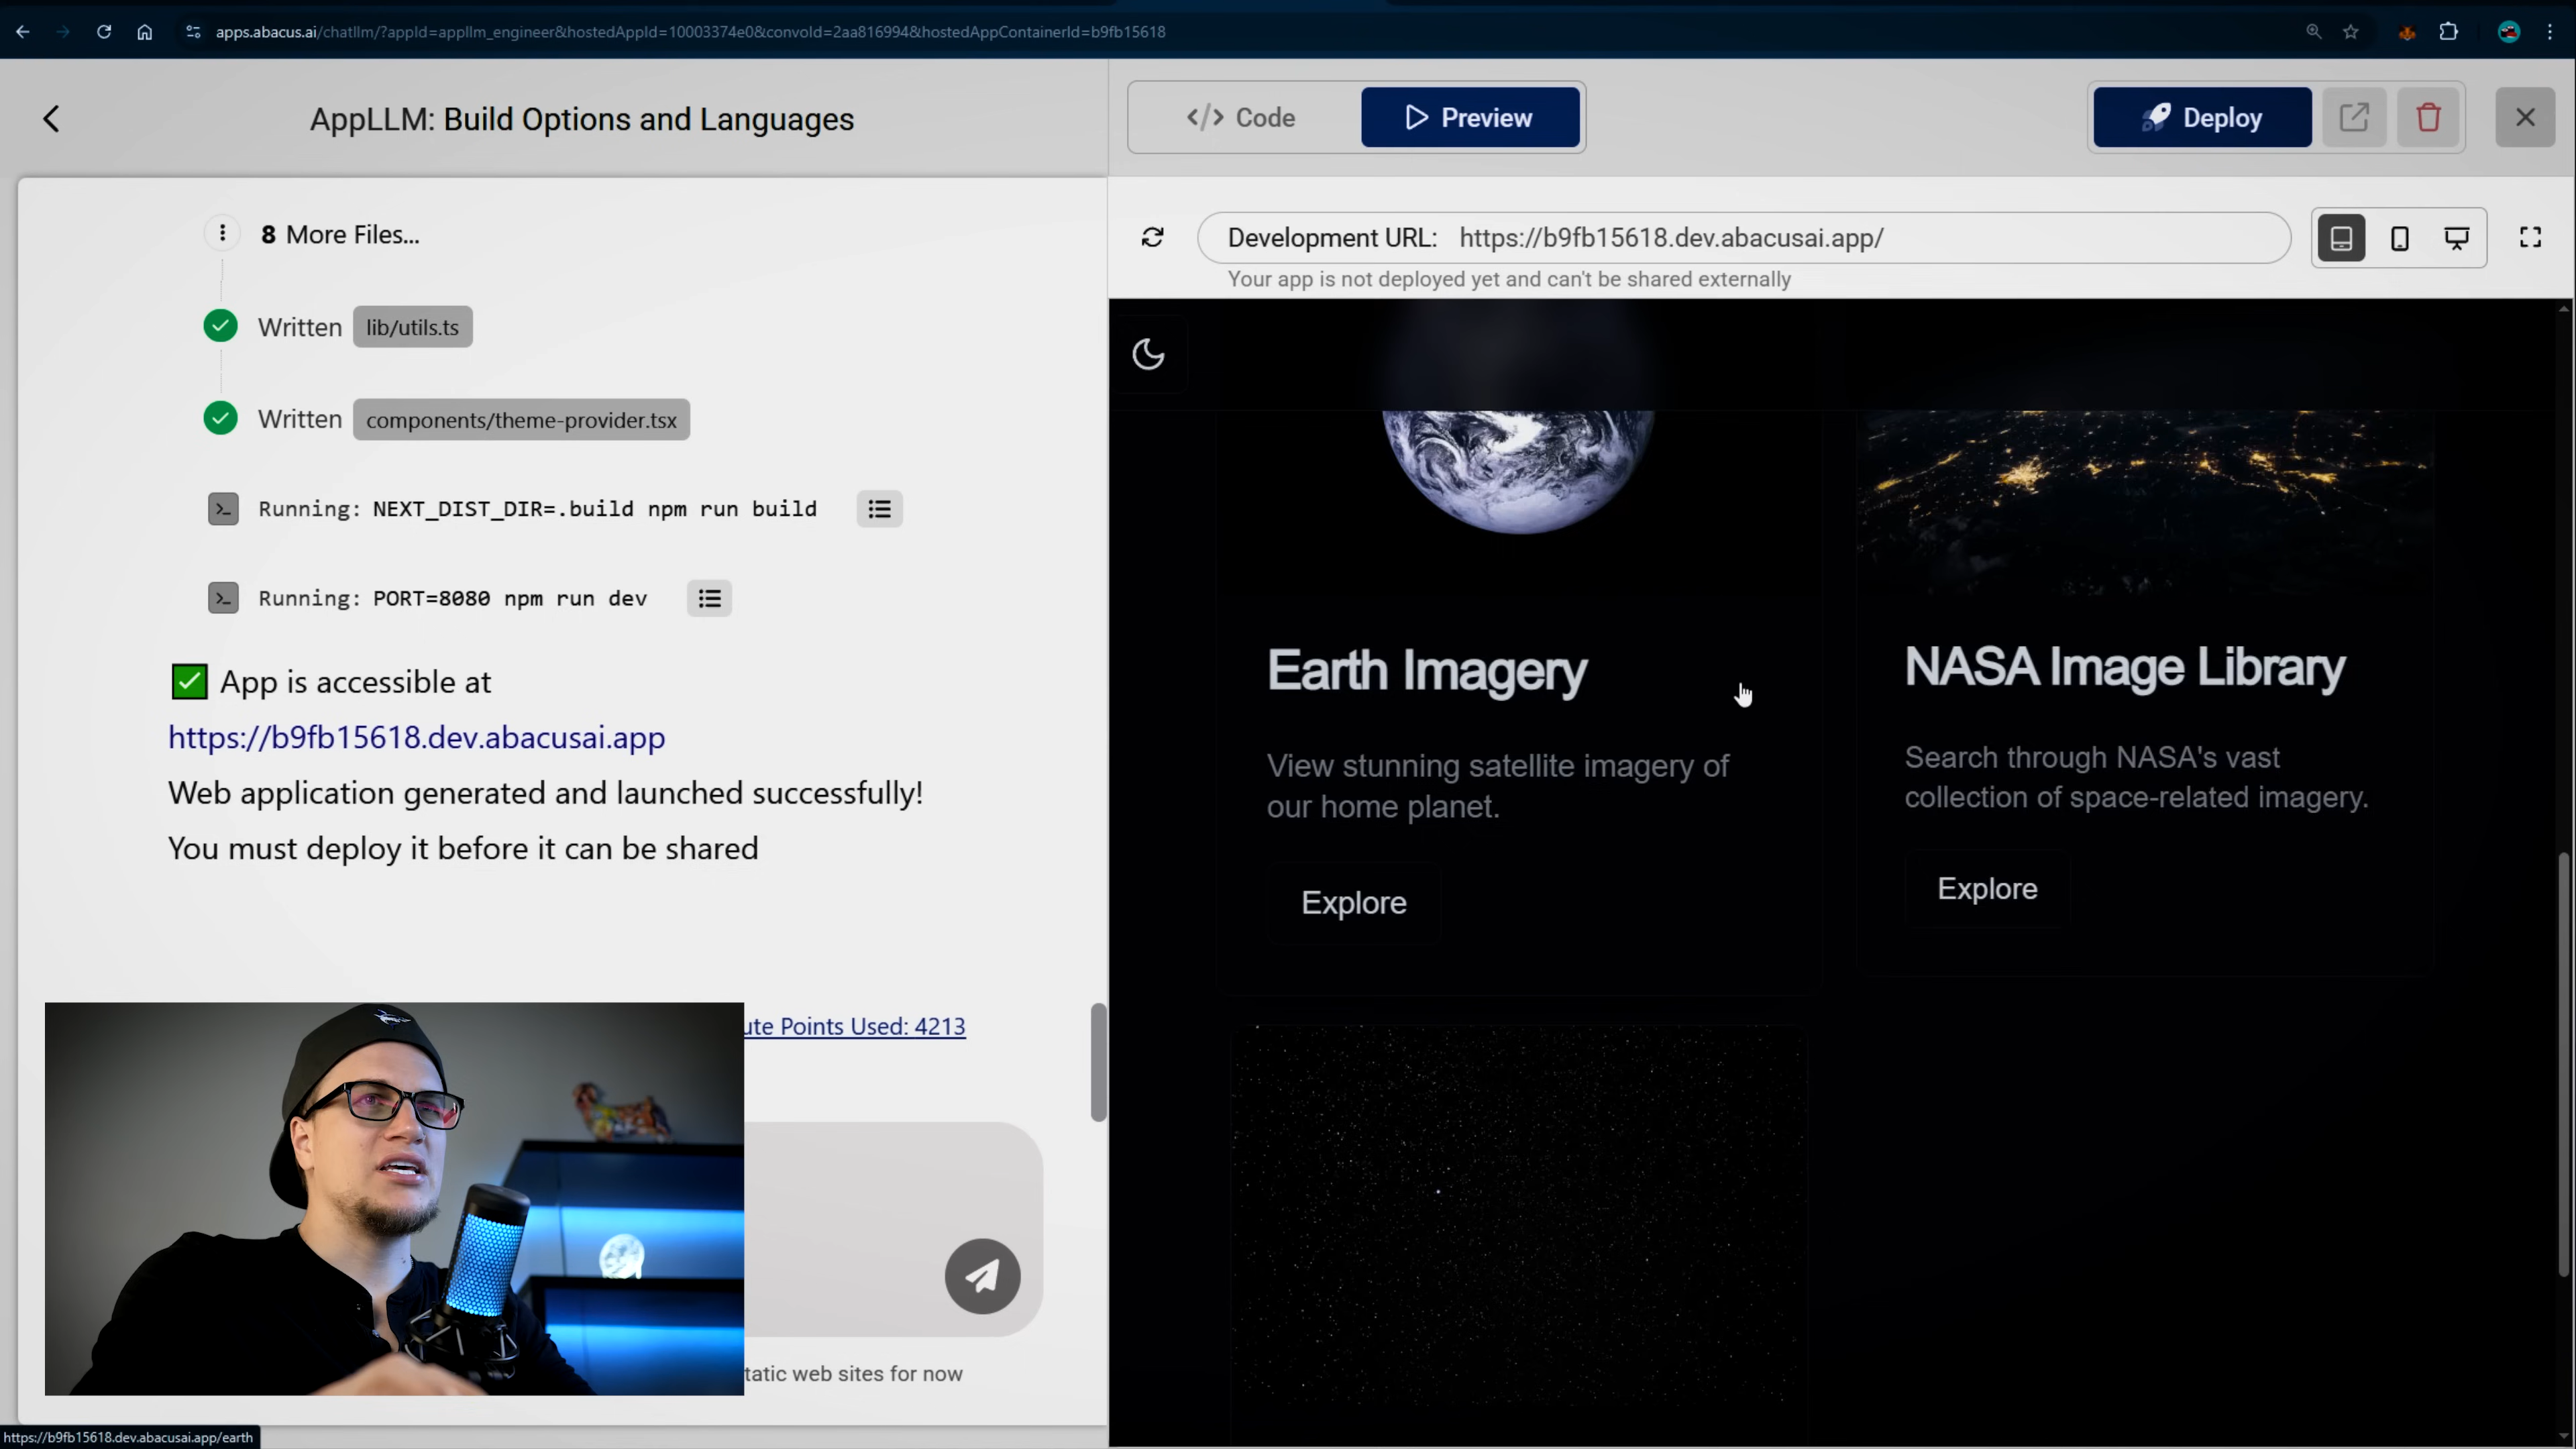 apps.abacus.ai/chatllm/?appId=appllm_engineer&hostedAppId=10003374e0&convoId=2aa816994&hostedAppContainerId=b9fb15618
AppLLM: Build Options and Languages
</> Code
Preview
Deploy
8 More Files...
Written lib/utils.ts
Written components/theme-provider.tsx
Running: NEXT_DIST_DIR=.build npm run build
Running: PORT=8080 npm run dev
App is accessible at
https://b9fb15618.dev.abacusai.app
Web application generated and launched successfully!
You must deploy it before it can be shared
ute Points Used: 4213
tatic web sites for now
https://b9fb15618.dev.abacusai.app/earth
Development URL: https://b9fb15618.dev.abacusai.app/
Your app is not deployed yet and can't be shared externally
Earth Imagery
View stunning satellite imagery of
our home planet.
Explore
NASA Image Library
Search through NASA's vast
collection of space-related imagery.
Explore